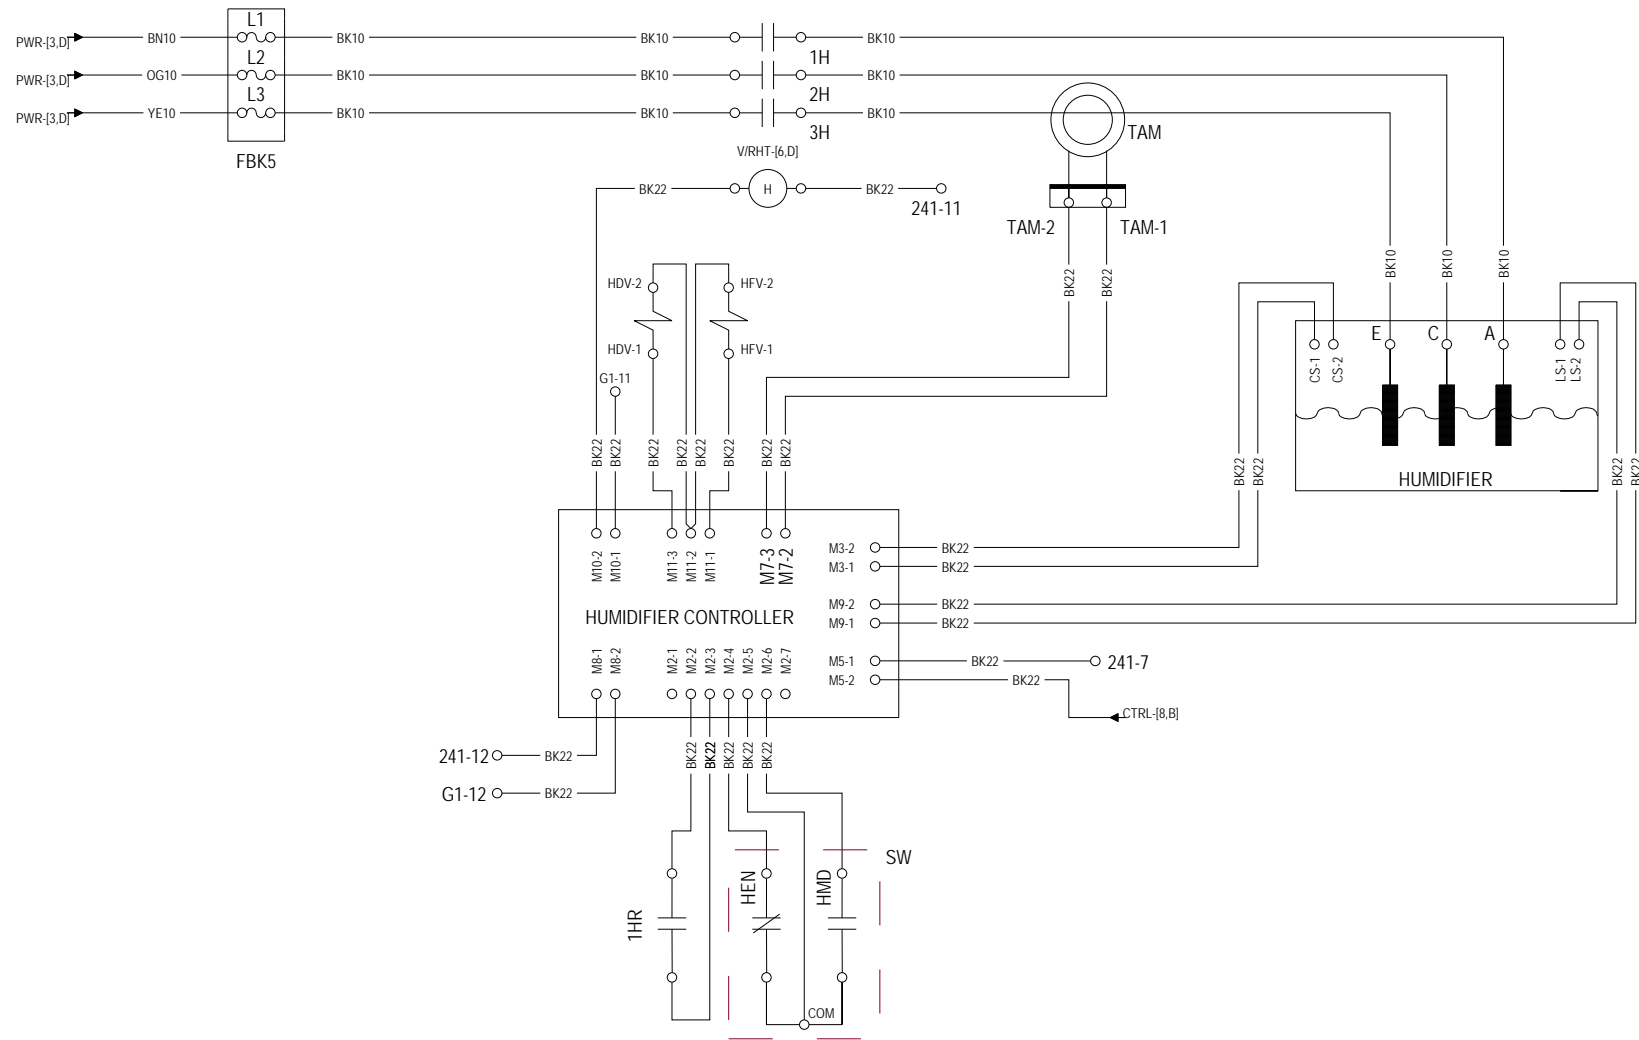 L1
PWR-[3,D] BN10 BK10 BK10 BK10
L2 1H
PWR-[3,D] OG10 BK10 BK10 BK10
L3 2H
PWR-[3,D] YE10 BK10 BK10 BK10
3H TAM
FBK5
V/RHT-[6,D]
BK22 H BK22
241-11
TAM-2 TAM-1
BK22 BK22
BK10 BK10 BK10
HDV-2 HFV-2
HDV-1 HFV-1
G1-11
E C A
CS-1 CS-2 LS-1 LS-2
BK22 BK22 BK22 BK22 BK22 BK22 BK22 BK22
BK22 BK22 BK22 BK22
HUMIDIFIER
M10-2 M10-1 M11-3 M11-2 M11-1 M7-3 M7-2
M3-2 BK22
M3-1 BK22
M9-2 BK22
HUMIDIFIER CONTROLLER
M9-1 BK22
M8-1 M8-2 M2-1 M2-2 M2-3 M2-4 M2-5 M2-6 M2-7
M5-1 BK22 241-7
M5-2 BK22
CTRL-[8,B]
241-12 BK22
BK22 BK22 BK22 BK22 BK22
G1-12 BK22
SW
1HR HEN HMD
COM